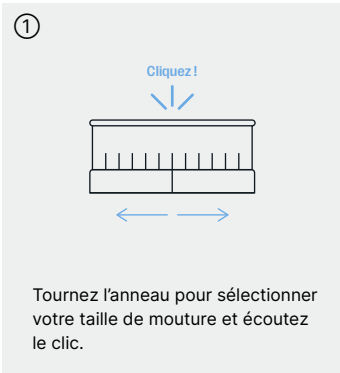 ①
Cliquez !
Tournez l’anneau pour sélectionner
votre taille de mouture et écoutez
le clic.